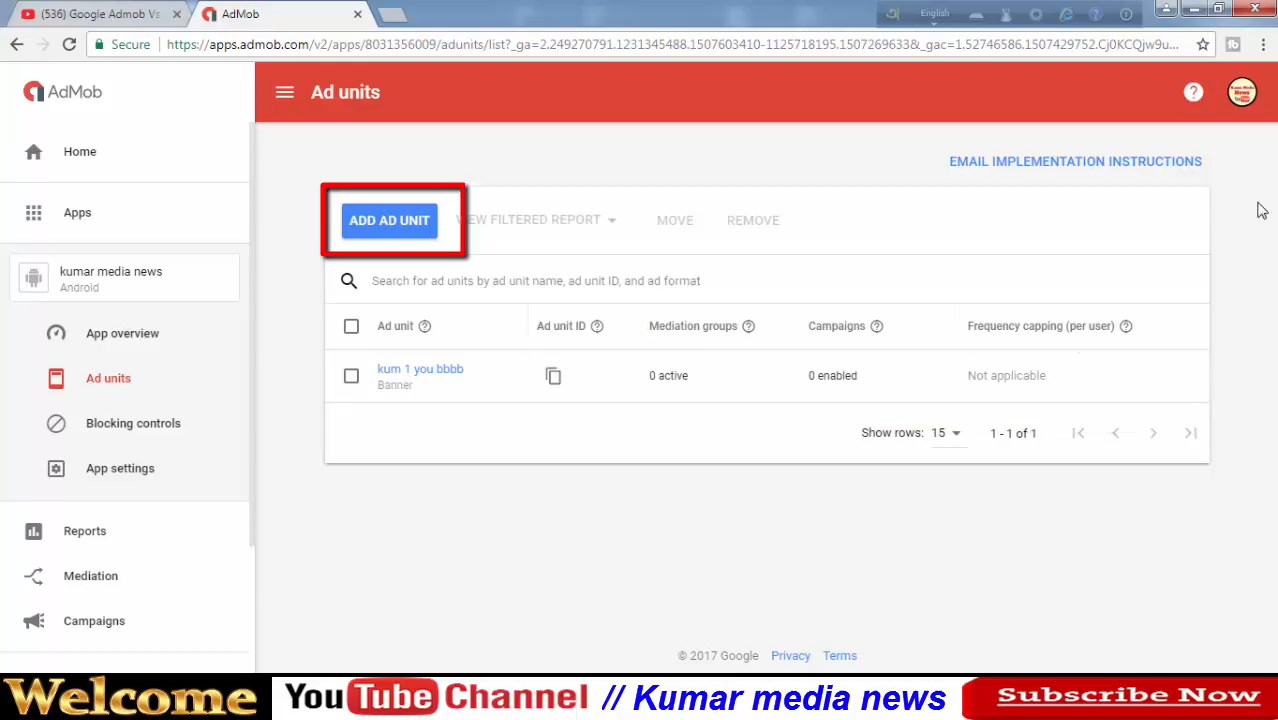 (536) Google Admob Vs
AdMob
English
Secure
https://apps.admob.com/v2/apps/8031356009/adunits/list?_ga=2.249270791.1231345488.1507603410-1125718195.1507269633&_gac=1.52746586.1507429752.Cj0KCQjw9u...
AdMob
Ad units
Home
EMAIL IMPLEMENTATION INSTRUCTIONS
Apps
ADD AD UNIT
VIEW FILTERED REPORT
MOVE
REMOVE
kumar media news
Android
Search for ad units by ad unit name, ad unit ID, and ad format
Ad unit
Ad unit ID
Mediation groups
Campaigns
Frequency capping (per user)
App overview
Ad units
kum 1 you bbbb
Banner
0 active
0 enabled
Not applicable
Blocking controls
Show rows: 15
1 - 1 of 1
App settings
Reports
Mediation
Campaigns
© 2017 Google Privacy Terms
Welcome
YouTube Channel // Kumar media news
Subscribe Now